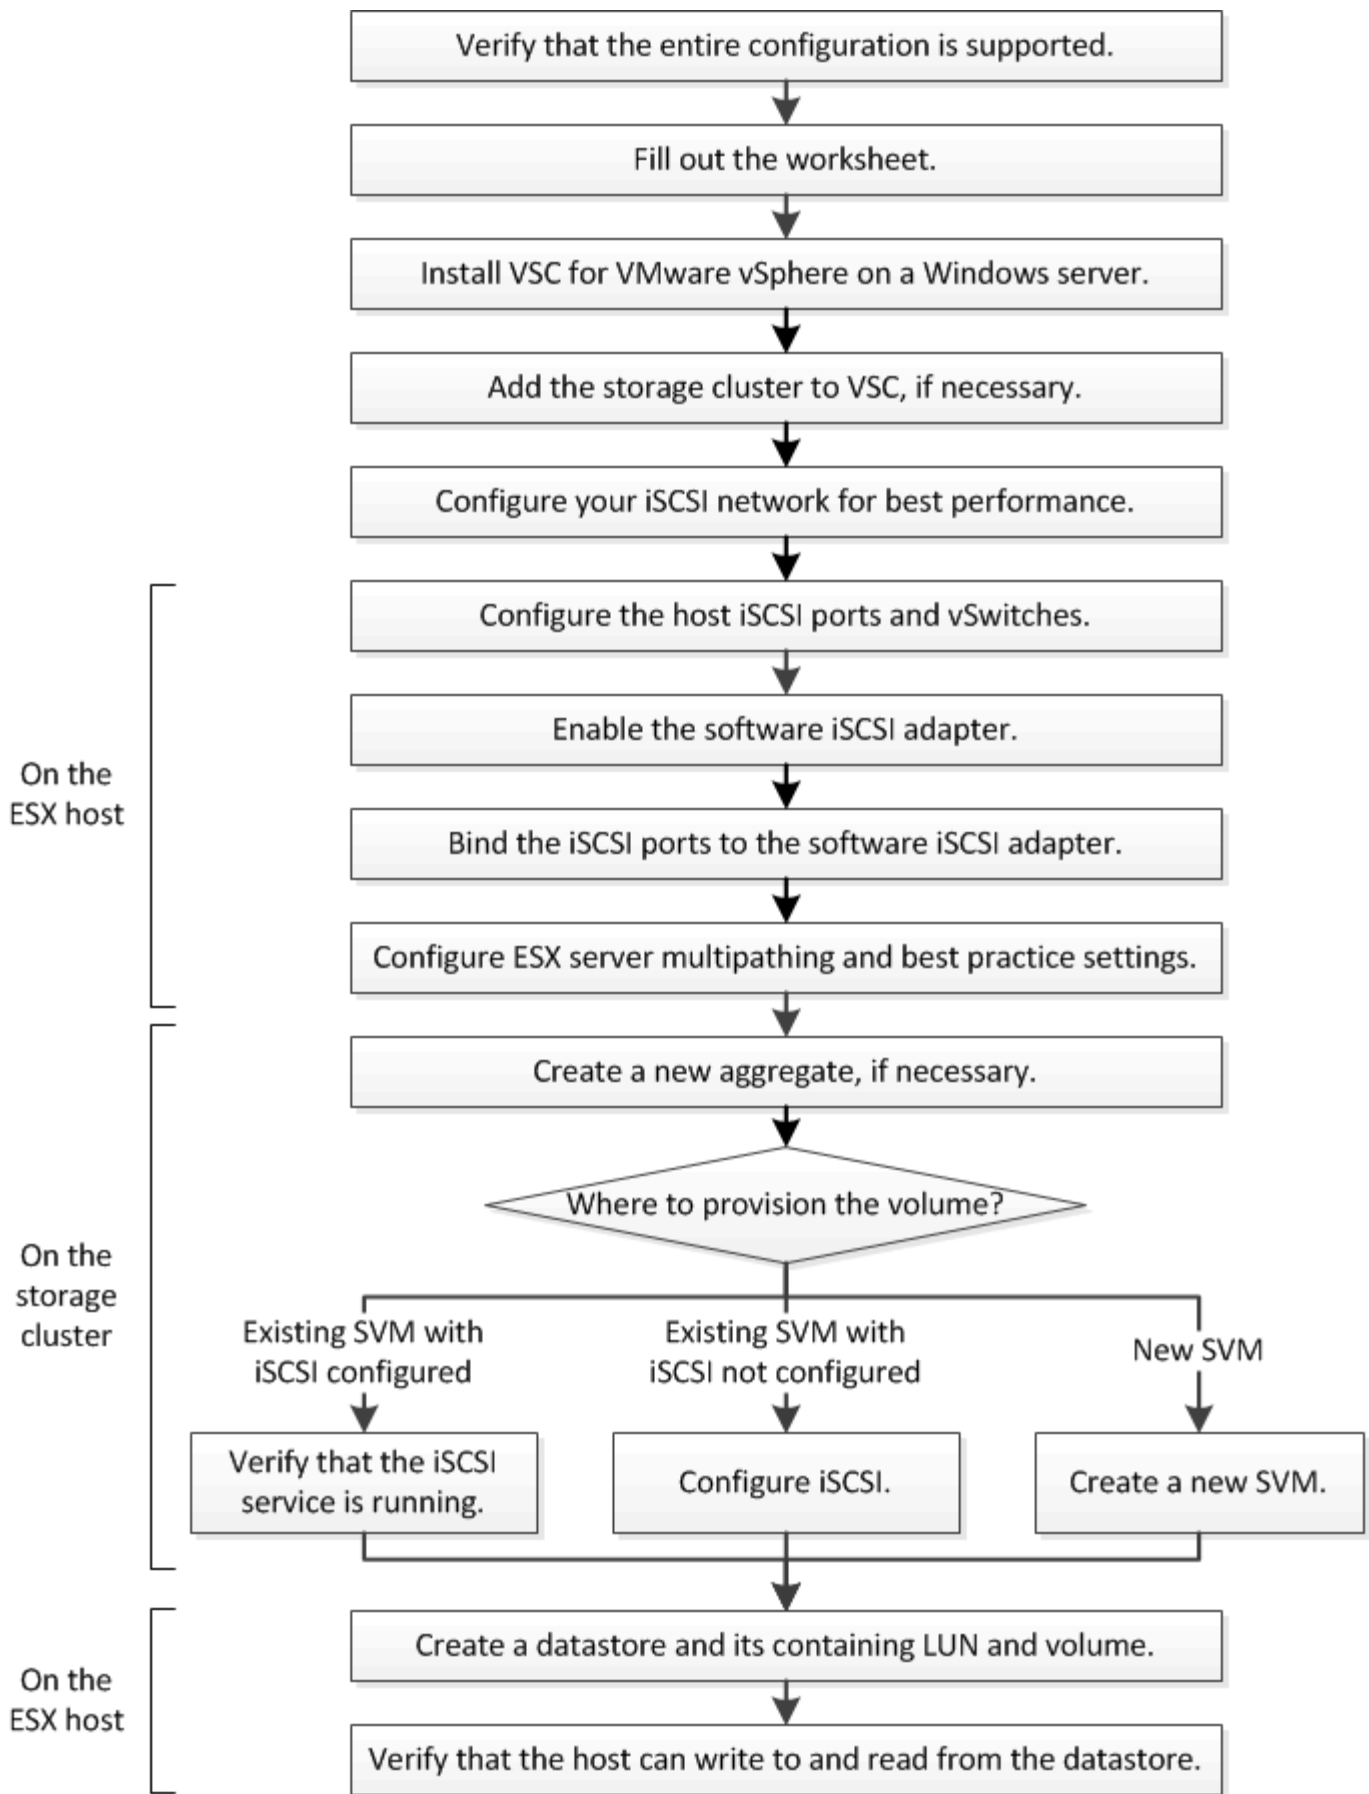 Verify that the entire configuration is supported.
Fill out the worksheet.
Install VSC for VMware vSphere on a Windows server.
Add the storage cluster to VSC, if necessary.
Configure your iSCSI network for best performance.
On the
ESX host
Configure the host iSCSI ports and vSwitches.
Enable the software iSCSI adapter.
Bind the iSCSI ports to the software iSCSI adapter.
Configure ESX server multipathing and best practice settings.
On the
storage
cluster
Create a new aggregate, if necessary.
Where to provision the volume?
Existing SVM with
iSCSI configured
Existing SVM with
iSCSI not configured
New SVM
Verify that the iSCSI
service is running.
Configure iSCSI.
Create a new SVM.
On the
ESX host
Create a datastore and its containing LUN and volume.
Verify that the host can write to and read from the datastore.